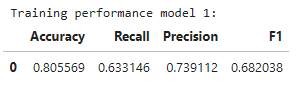 Training performance model 1:
Accuracy Recall Precision F1
0 0.805569 0.633146 0.739112 0.682038